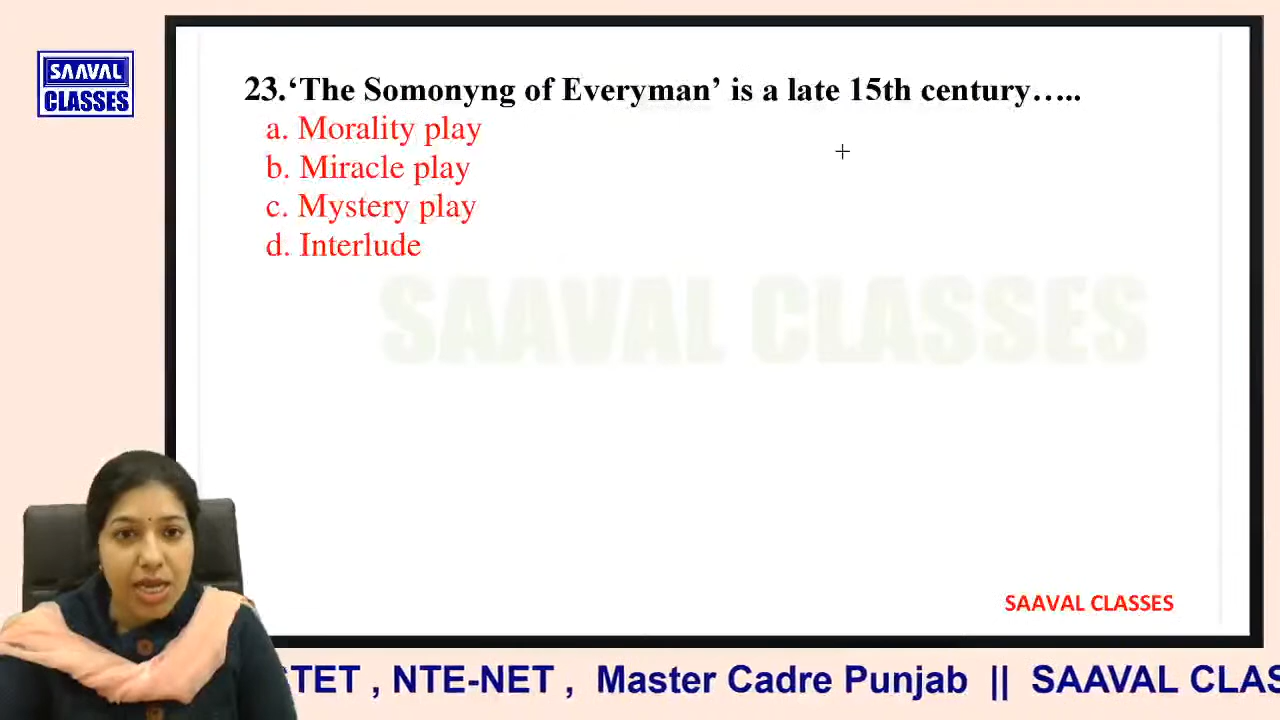 SAAVAL
CLASSES
23.‘The Somonyng of Everyman’ is a late 15th century…..
a. Morality play
b. Miracle play
c. Mystery play
d. Interlude
SAAVAL CLASSES
SAAVAL CLASSES
TET , NTE-NET , Master Cadre Punjab || SAAVAL CLAS